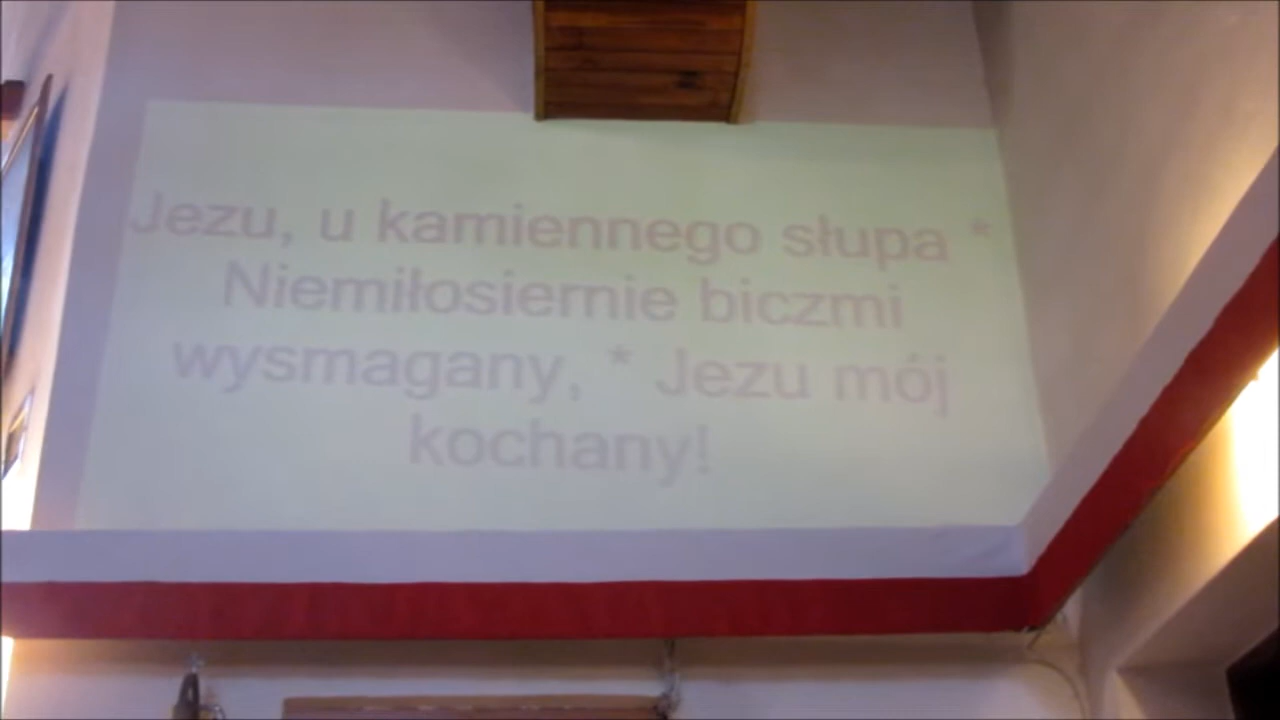 Jezu, u kamiennego słupa *
Niemiłosiernie biczmi
wysmagany, * Jezu mój
kochany!